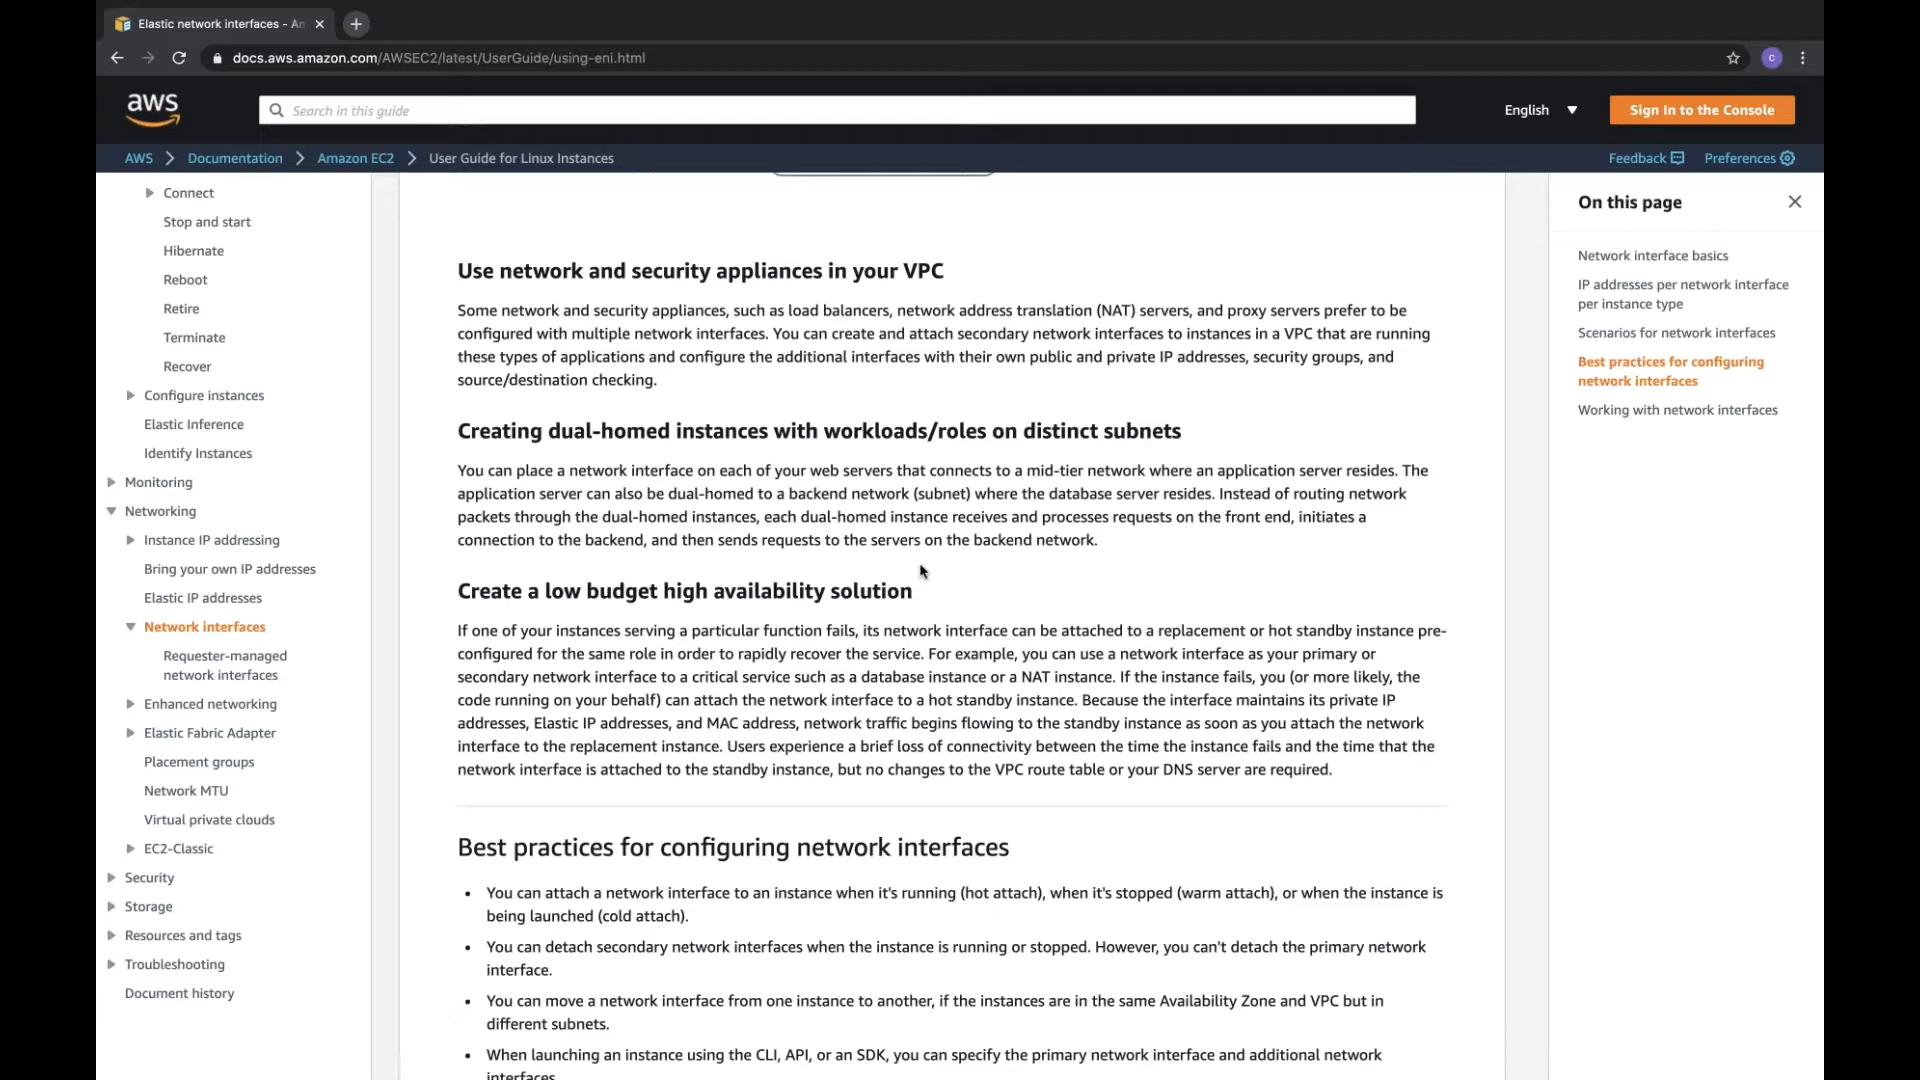 Elastic network interfaces - Am
docs.aws.amazon.com/AWSEC2/latest/UserGuide/using-eni.html
C
aws
Search in this guide
English
Sign In to the Console
AWS
Documentation
Amazon EC2
User Guide for Linux Instances
Feedback
Preferences
Connect
Stop and start
Hibernate
Reboot
Retire
Terminate
Recover
Configure instances
Elastic Inference
Identify Instances
Monitoring
Networking
Instance IP addressing
Bring your own IP addresses
Elastic IP addresses
Network interfaces
Requester-managed
network interfaces
Enhanced networking
Elastic Fabric Adapter
Placement groups
Network MTU
Virtual private clouds
EC2-Classic
Security
Storage
Resources and tags
Troubleshooting
Document history
Use network and security appliances in your VPC
Some network and security appliances, such as load balancers, network address translation (NAT) servers, and proxy servers prefer to be
configured with multiple network interfaces. You can create and attach secondary network interfaces to instances in a VPC that are running
these types of applications and configure the additional interfaces with their own public and private IP addresses, security groups, and
source/destination checking.
Creating dual-homed instances with workloads/roles on distinct subnets
You can place a network interface on each of your web servers that connects to a mid-tier network where an application server resides. The
application server can also be dual-homed to a backend network (subnet) where the database server resides. Instead of routing network
packets through the dual-homed instances, each dual-homed instance receives and processes requests on the front end, initiates a
connection to the backend, and then sends requests to the servers on the backend network.
Create a low budget high availability solution
If one of your instances serving a particular function fails, its network interface can be attached to a replacement or hot standby instance pre-
configured for the same role in order to rapidly recover the service. For example, you can use a network interface as your primary or
secondary network interface to a critical service such as a database instance or a NAT instance. If the instance fails, you (or more likely, the
code running on your behalf) can attach the network interface to a hot standby instance. Because the interface maintains its private IP
addresses, Elastic IP addresses, and MAC address, network traffic begins flowing to the standby instance as soon as you attach the network
interface to the replacement instance. Users experience a brief loss of connectivity between the time the instance fails and the time that the
network interface is attached to the standby instance, but no changes to the VPC route table or your DNS server are required.
Best practices for configuring network interfaces
• You can attach a network interface to an instance when it's running (hot attach), when it's stopped (warm attach), or when the instance is
being launched (cold attach).
• You can detach secondary network interfaces when the instance is running or stopped. However, you can't detach the primary network
interface.
• You can move a network interface from one instance to another, if the instances are in the same Availability Zone and VPC but in
different subnets.
• When launching an instance using the CLI, API, or an SDK, you can specify the primary network interface and additional network
interfaces
On this page
Network interface basics
IP addresses per network interface
per instance type
Scenarios for network interfaces
Best practices for configuring
network interfaces
Working with network interfaces